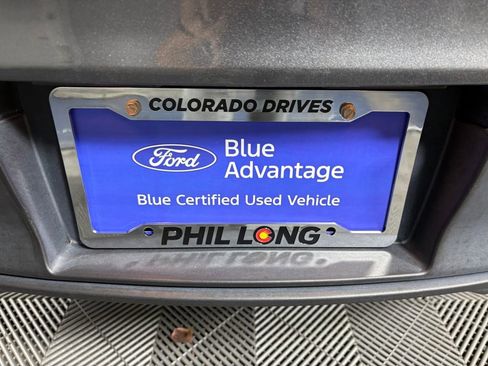 COLORADO DRIVES
Ford
Blue
Advantage
Blue Certified Used Vehicle
PHIL LONG